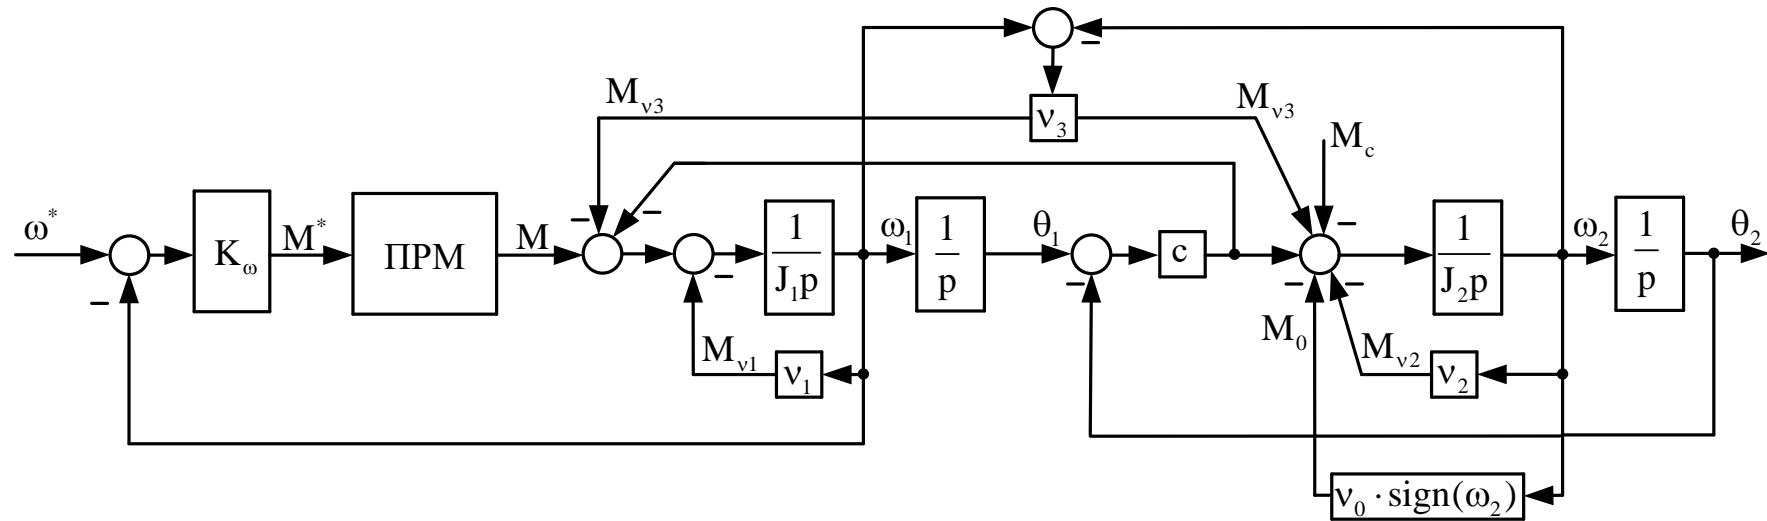 M_ν3
ν_3
M_ν3
M_c
ω*
K_ω
M*
ПРМ
M
1
J_1p
ω_1
1
p
θ_1
c
1
J_2p
ω_2
1
p
θ_2
M_ν1
ν_1
M_0
M_ν2
ν_2
ν_0 · sign(ω_2)